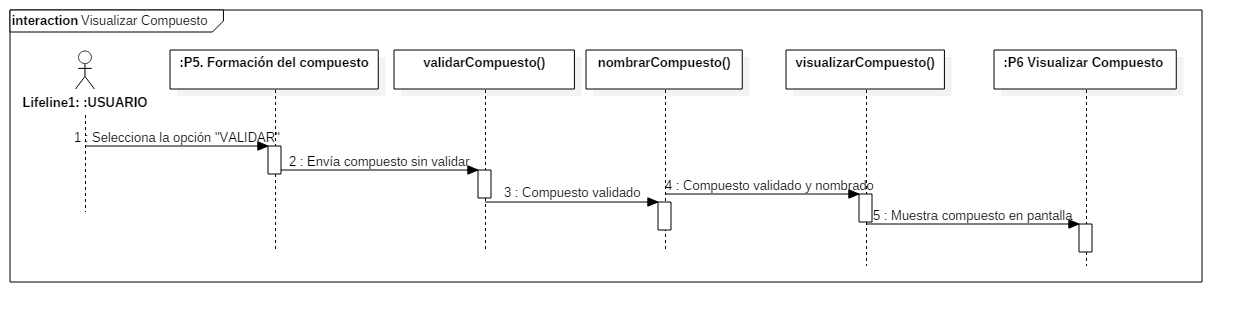 interaction Visualizar Compuesto
:P5. Formación del compuesto
validarCompuesto()
nombrarCompuesto()
visualizarCompuesto()
:P6 Visualizar Compuesto
Lifeline1: :USUARIO
1 : Selecciona la opción "VALIDAR"
2 : Envía compuesto sin validar
3 : Compuesto validado
4 : Compuesto validado y nombrado
5 : Muestra compuesto en pantalla